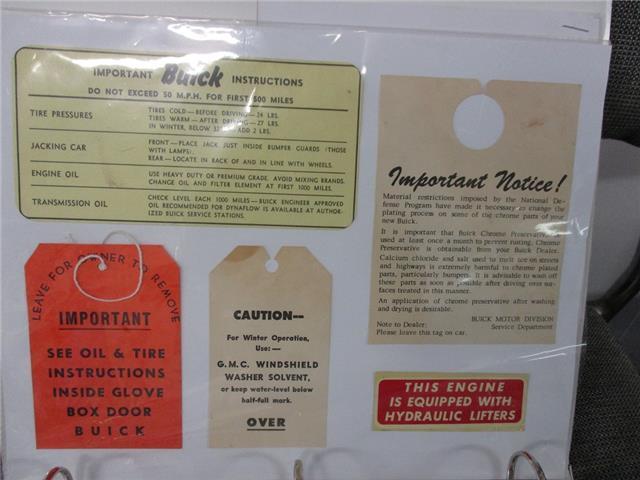 IMPORTANT Buick INSTRUCTIONS
DO NOT EXCEED 50 M.P.H. FOR FIRST 500 MILES
TIRE PRESSURES
TIRES COLD — BEFORE DRIVING — 24 LBS.
TIRES WARM — AFTER DRIVING — 27 LBS.
IN WINTER, BELOW 32 ADD 2 LBS.
JACKING CAR
FRONT — PLACE JACK JUST INSIDE BUMPER GUARDS (THOSE
WITH LAMPS).
REAR — LOCATE IN BACK OF AND IN LINE WITH WHEELS.
ENGINE OIL
USE HEAVY DUTY OR PREMIUM GRADE. AVOID MIXING BRANDS.
CHANGE OIL AND FILTER ELEMENT AT FIRST 1000 MILES.
TRANSMISSION OIL
CHECK LEVEL EACH 1000 MILES — BUICK ENGINEER APPROVED
OIL RECOMMENDED FOR DYNAFLOW IS AVAILABLE AT AUTHOR-
IZED BUICK SERVICE STATIONS.
Important Notice!
Material restrictions imposed by the National De-
fense Program have made it necessary to change the
plating process on some of the chrome parts of your
new Buick.
It is important that Buick Chrome Preservative
used at least once a month to prevent rusting. Chrome
Preservative is obtainable from your Buick Dealer.
Calcium chloride and salt used to melt ice on streets
and highways is extremely harmful to chrome plated
parts, particularly bumpers. It is advisable to wash off
these parts as soon as possible after driving over sur-
faces treated in this manner.
An application of chrome preservative after washing
and drying is desirable.
BUICK MOTOR DIVISION
Service Department
Note to Dealer:
Please leave this tag on car.
LEAVE FOR OWNER TO REMOVE
IMPORTANT
SEE OIL & TIRE
INSTRUCTIONS
INSIDE GLOVE
BOX DOOR
BUICK
CAUTION--
For Winter Operation,
Use: —
G.M.C. WINDSHIELD
WASHER SOLVENT,
or keep water-level below
half-full mark.
OVER
THIS ENGINE
IS EQUIPPED WITH
HYDRAULIC LIFTERS